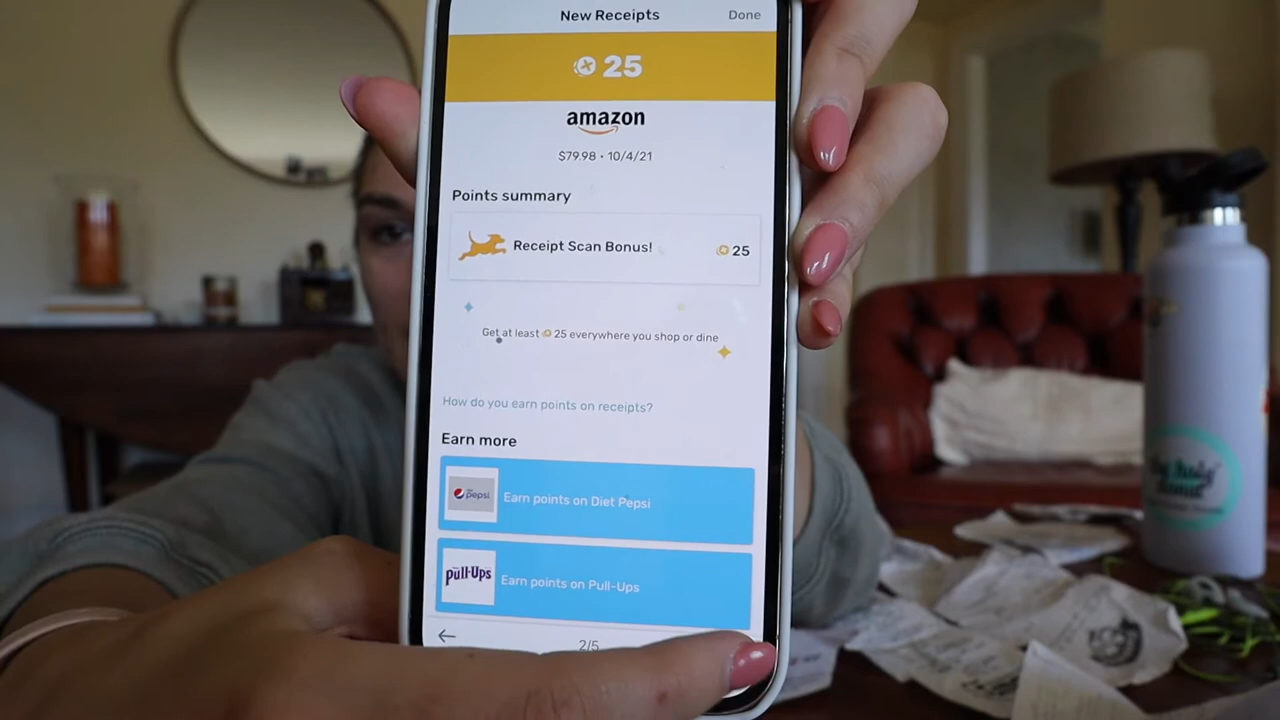 New Receipts
Done
25
amazon
$79.98 • 10/4/21
Points summary
Receipt Scan Bonus!
25
Get at least 25 everywhere you shop or dine
How do you earn points on receipts?
Earn more
pepsi
Earn points on Diet Pepsi
Pull-Ups
Earn points on Pull-Ups
2/5